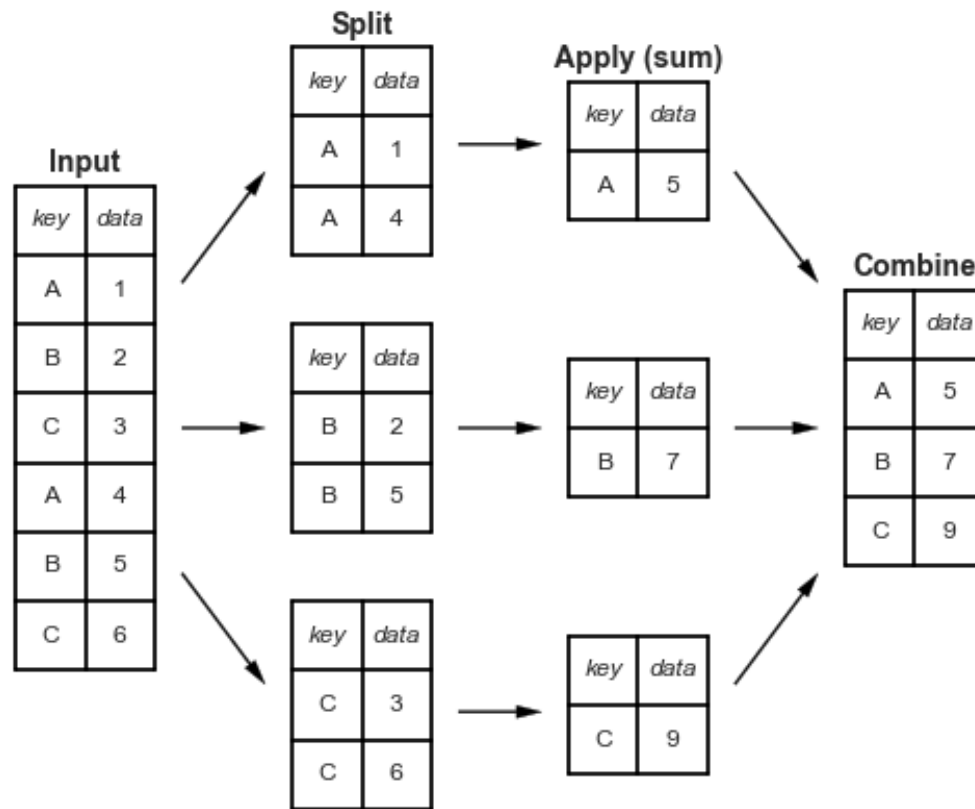 Input
key data
A 1
B 2
C 3
A 4
B 5
C 6
Split
key data
A 1
A 4
key data
B 2
B 5
key data
C 3
C 6
Apply (sum)
key data
A 5
key data
B 7
key data
C 9
Combine
key data
A 5
B 7
C 9